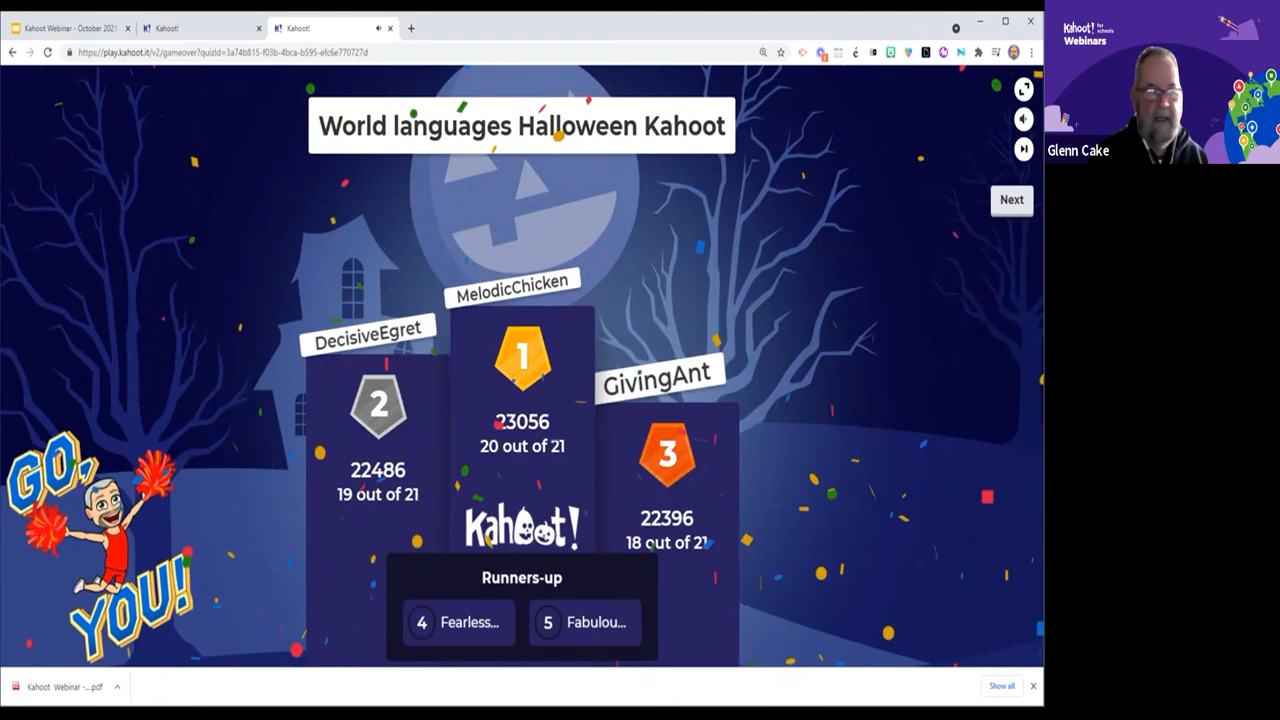 Kahoot Webinar - October 2021
Kahoot!
Kahoot!
https://play.kahoot.it/v2/gameover?quizId=3a74b815-f03b-4bca-b595-efc6e770727d
World languages Halloween Kahoot
Next
MelodicChicken
DecisiveEgret
GivingAnt
1
23056
20 out of 21
2
22486
19 out of 21
3
22396
18 out of 21
Kahoot!
GO,
YOU!
Runners-up
4 Fearless...
5 Fabulou...
Kahoot Webinar -....pdf
Show all
Kahoot! for schools
Webinars
Glenn Cake